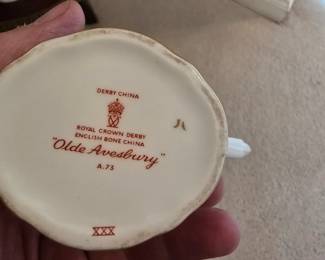 DERBY CHINA
ROYAL CROWN DERBY
ENGLISH BONE CHINA
"Olde Avesbury"
A.73
XXX